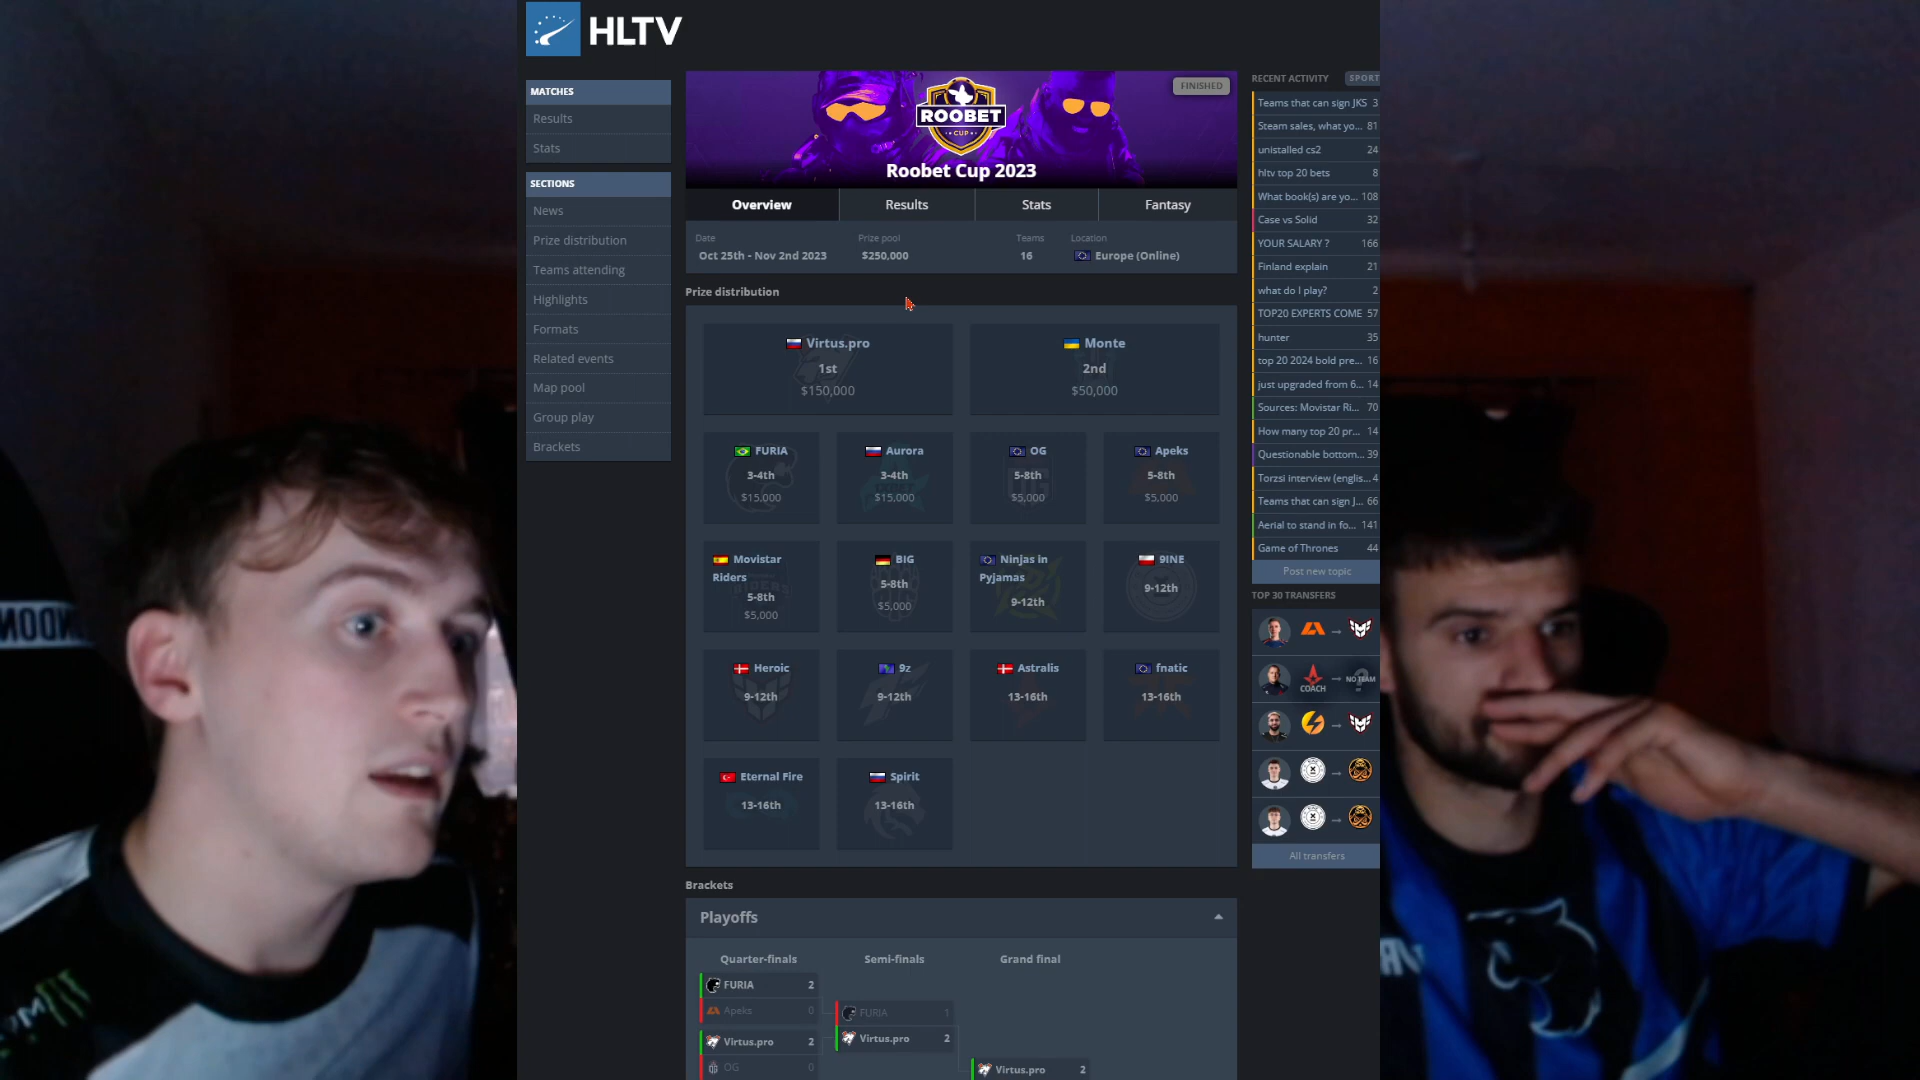 HLTV
MATCHES
Results
Stats
SECTIONS
News
Prize distribution
Teams attending
Highlights
Formats
Related events
Map pool
Group play
Brackets
FINISHED
ROOBET
CUP
Roobet Cup 2023
Overview
Results
Stats
Fantasy
Date
Prize pool
Teams
Location
Oct 25th - Nov 2nd 2023
$250,000
16
Europe (Online)
Prize distribution
Virtus.pro
1st
$150,000
Monte
2nd
$50,000
FURIA
3-4th
$15,000
Aurora
3-4th
$15,000
OG
5-8th
$5,000
Apeks
5-8th
$5,000
Movistar
Riders
5-8th
$5,000
BIG
5-8th
$5,000
Ninjas in
Pyjamas
9-12th
9INE
9-12th
Heroic
9-12th
9z
9-12th
Astralis
13-16th
fnatic
13-16th
Eternal Fire
13-16th
Spirit
13-16th
Brackets
Playoffs
Quarter-finals
Semi-finals
Grand final
FURIA 2
Apeks 0
Virtus.pro 2
OG 0
FURIA 1
Virtus.pro 2
Virtus.pro 2
RECENT ACTIVITY SPORT
Teams that can sign JKS 3
Steam sales, what yo... 81
unistalled cs2 24
hltv top 20 bets 8
What book(s) are yo... 108
Case vs Solid 32
YOUR SALARY ? 166
Finland explain 21
what do I play? 2
TOP20 EXPERTS COME 57
hunter 35
top 20 2024 bold pre... 16
just upgraded from 6... 14
Sources: Movistar Ri... 70
How many top 20 pr... 14
Questionable bottom... 39
Torzsi interview (englis... 4
Teams that can sign J... 66
Aerial to stand in fo... 141
Game of Thrones 44
Post new topic
TOP 30 TRANSFERS
COACH
NO TEAM
All transfers